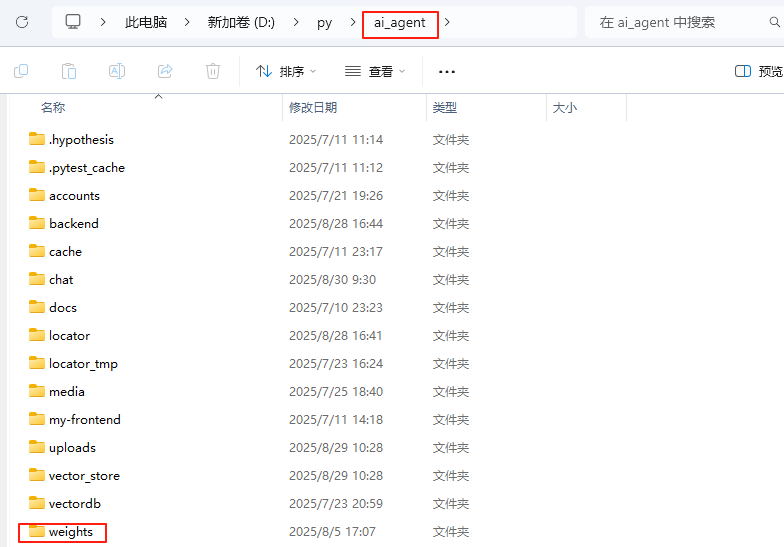 此电脑 > 新加卷 (D:) > py > ai_agent >
在 ai_agent 中搜索
排序 查看 ... 预览
名称 修改日期 类型 大小
.hypothesis 2025/7/11 11:14 文件夹
.pytest_cache 2025/7/11 11:12 文件夹
accounts 2025/7/21 19:26 文件夹
backend 2025/8/28 16:44 文件夹
cache 2025/7/11 23:17 文件夹
chat 2025/8/30 9:30 文件夹
docs 2025/7/10 23:23 文件夹
locator 2025/8/28 16:41 文件夹
locator_tmp 2025/7/23 16:24 文件夹
media 2025/7/25 18:40 文件夹
my-frontend 2025/7/11 14:18 文件夹
uploads 2025/8/29 10:28 文件夹
vector_store 2025/8/29 10:28 文件夹
vectordb 2025/7/23 20:59 文件夹
weights 2025/8/5 17:07 文件夹